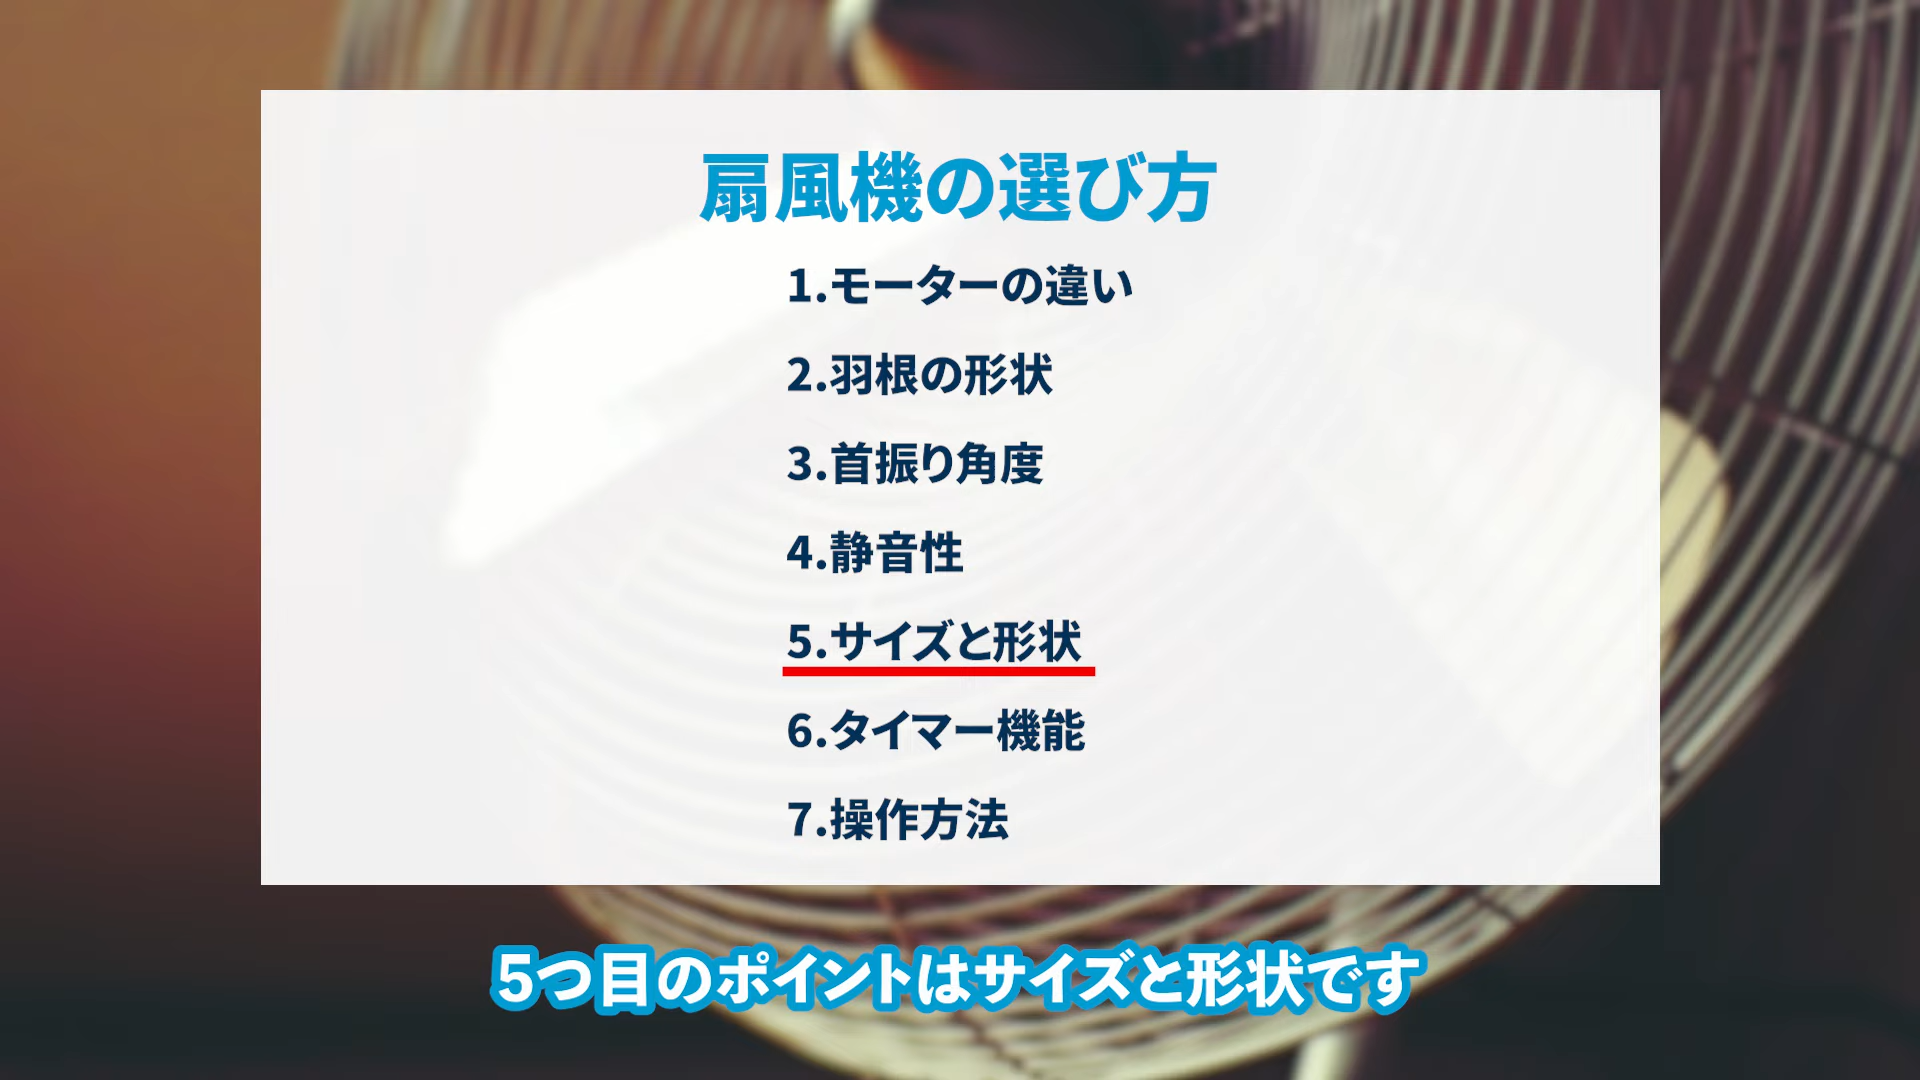 扇風機の選び方
1.モーターの違い
2.羽根の形状
3.首振り角度
4.静音性
5.サイズと形状
6.タイマー機能
7.操作方法
5つ目のポイントはサイズと形状です